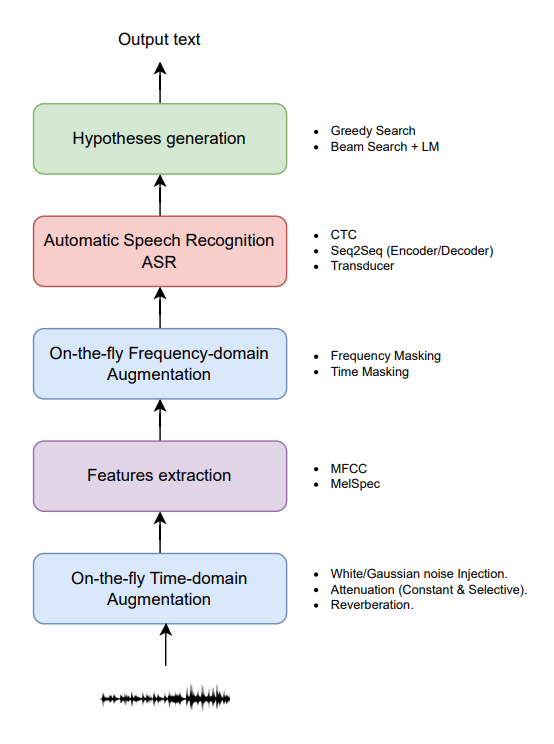 Output text
Hypotheses generation
• Greedy Search
• Beam Search + LM
Automatic Speech Recognition
ASR
• CTC
• Seq2Seq (Encoder/Decoder)
• Transducer
On-the-fly Frequency-domain
Augmentation
• Frequency Masking
• Time Masking
Features extraction
• MFCC
• MelSpec
On-the-fly Time-domain
Augmentation
• White/Gaussian noise Injection.
• Attenuation (Constant & Selective).
• Reverberation.